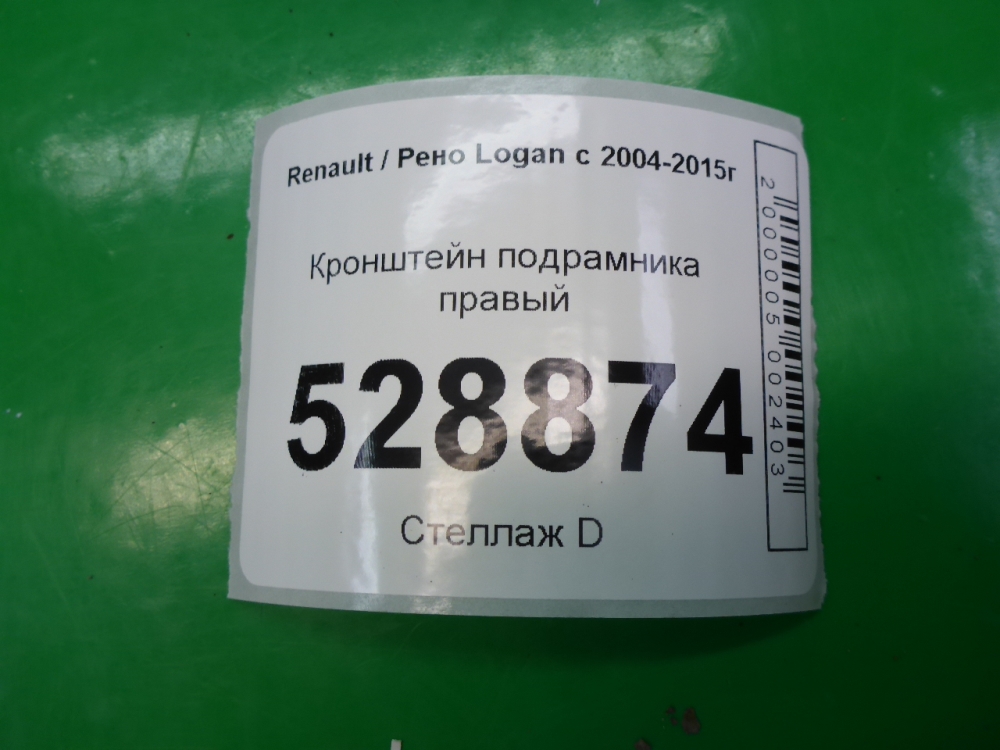 Renault / Рено Logan с 2004-2015г
Кронштейн подрамника
правый
528874
Стеллаж D
2000005002403